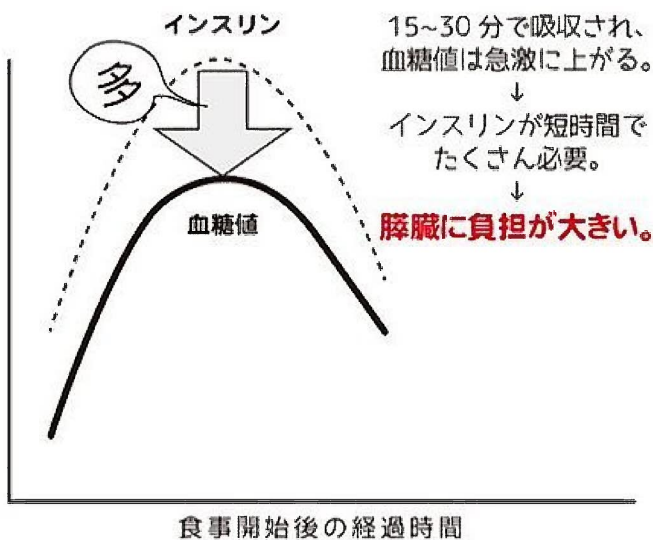 インスリン
多
血糖値
15~30 分で吸収され、
血糖値は急激に上がる。
↓
インスリンが短時間で
たくさん必要。
↓
膵臓に負担が大きい。
食事開始後の経過時間